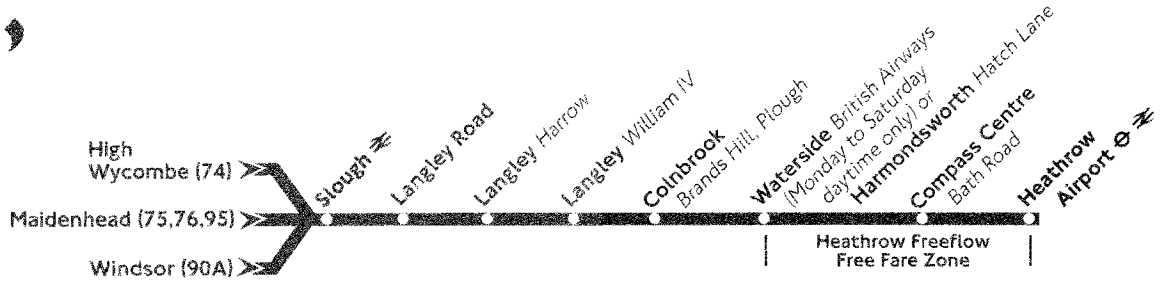 High
Wycombe (74)
Maidenhead (75,76,95)
Windsor (90A)
Slough
Langley Road
Langley Harrow
Langley William IV
Colnbrook
Brands Hill, Plough
Waterside British Airways
(Monday to Saturday
daytime only) or
Harmondsworth Hatch Lane
Compass Centre
Bath Road
Heathrow
Airport
Heathrow Freeflow
Free Fare Zone